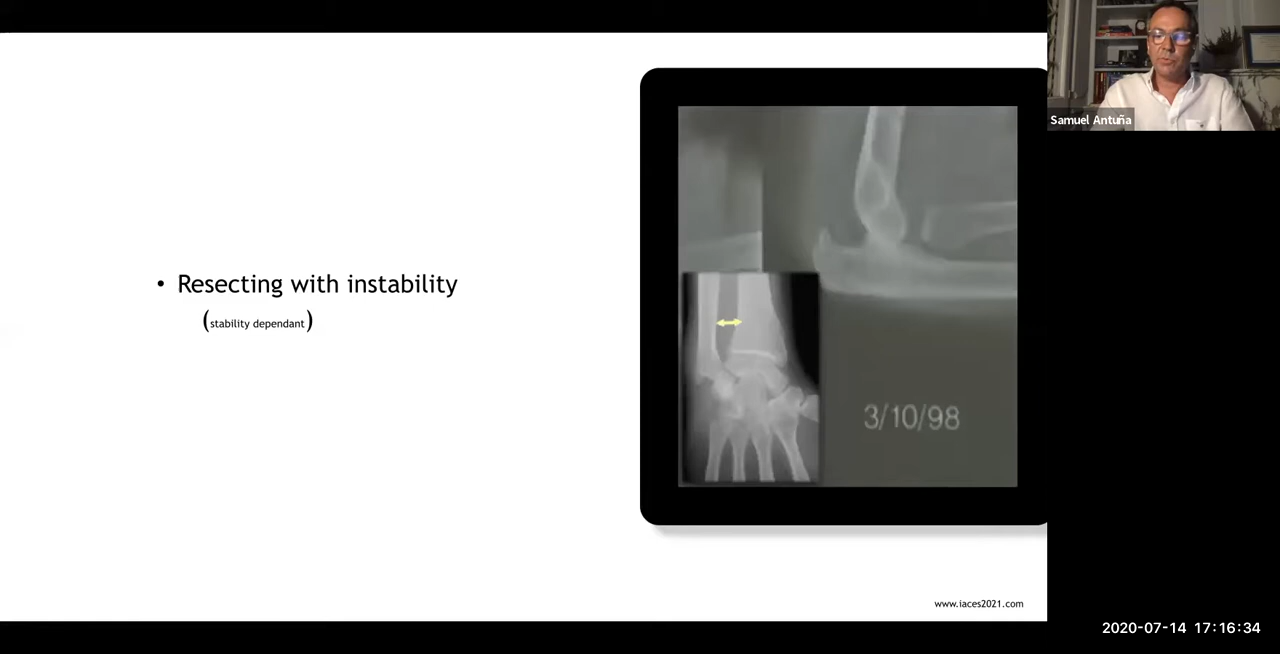 Samuel Antuña
• Resecting with instability
(stability dependant)
3/10/98
www.iaces2021.com
2020-07-14 17:16:34